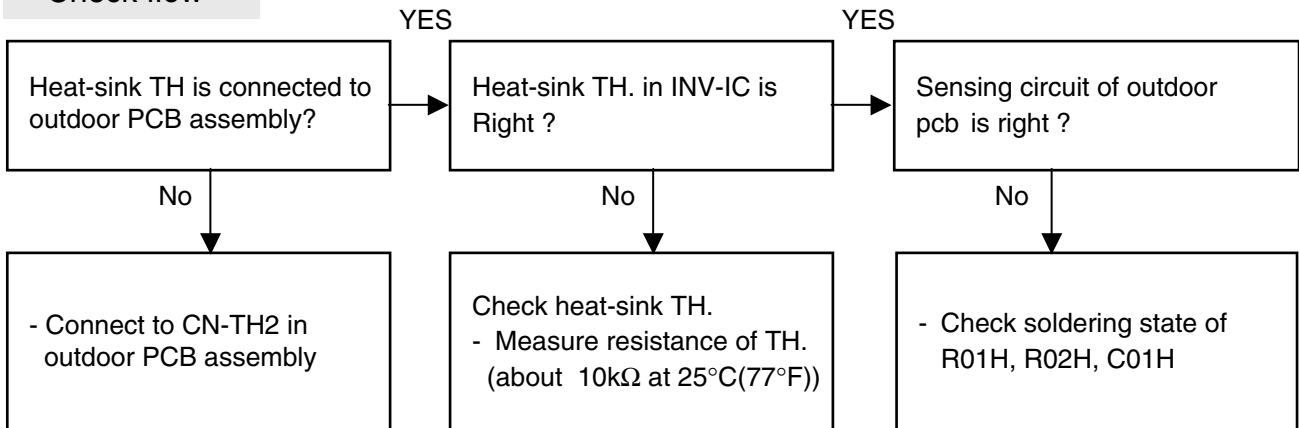 YES
YES
Heat-sink TH is connected to
outdoor PCB assembly?
Heat-sink TH. in INV-IC is
Right ?
Sensing circuit of outdoor
pcb is right ?
No
No
No
- Connect to CN-TH2 in
outdoor PCB assembly
Check heat-sink TH.
- Measure resistance of TH.
(about 10kΩ at 25°C(77°F))
- Check soldering state of
R01H, R02H, C01H